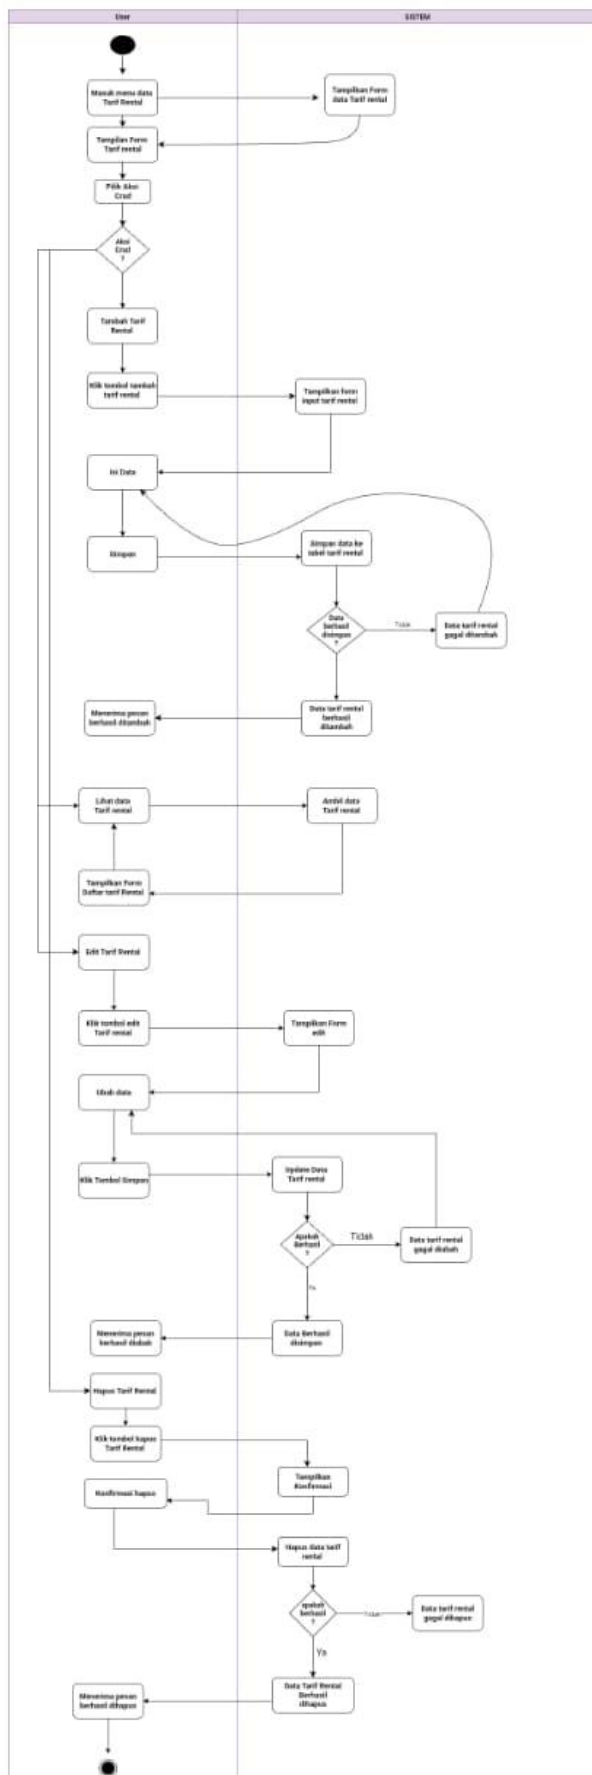 User
SISTEM
Masuk menu data
Tarif Rental
Tampilkan Form
data Tarif rental
Tampilan Form
Tarif rental
Pilih Aksi
Crud
Aksi
Crud
?
Tambah Tarif
Rental
Klik tombol tambah
tarif rental
Tampilkan form
input tarif rental
Isi Data
Simpan
Simpan data ke
tabel tarif rental
Data
berhasil
disimpan
?
Tidak
Data tarif rental
gagal ditambah
Menerima pesan
berhasil ditambah
Data tarif rental
berhasil
ditambah
Lihat data
Tarif rental
Ambil data
Tarif rental
Tampilkan Form
Daftar tarif Rental
Edit Tarif Rental
Klik tombol edit
Tarif rental
Tampilkan Form
edit
Ubah data
Klik Tombol Simpan
Update Data
Tarif rental
Apakah
Berhasil
?
Tidak
Data tarif rental
gagal diubah
Ya
Menerima pesan
berhasil diubah
Data Berhasil
disimpan
Hapus Tarif Rental
Klik tombol hapus
Tarif Rental
Tampilkan
Konfirmasi
Konfirmasi hapus
Hapus data tarif
rental
apakah
berhasil
?
Tidak
Data tarif rental
gagal dihapus
Ya
Menerima pesan
berhasil dihapus
Data Tarif Rental
Berhasil
dihapus